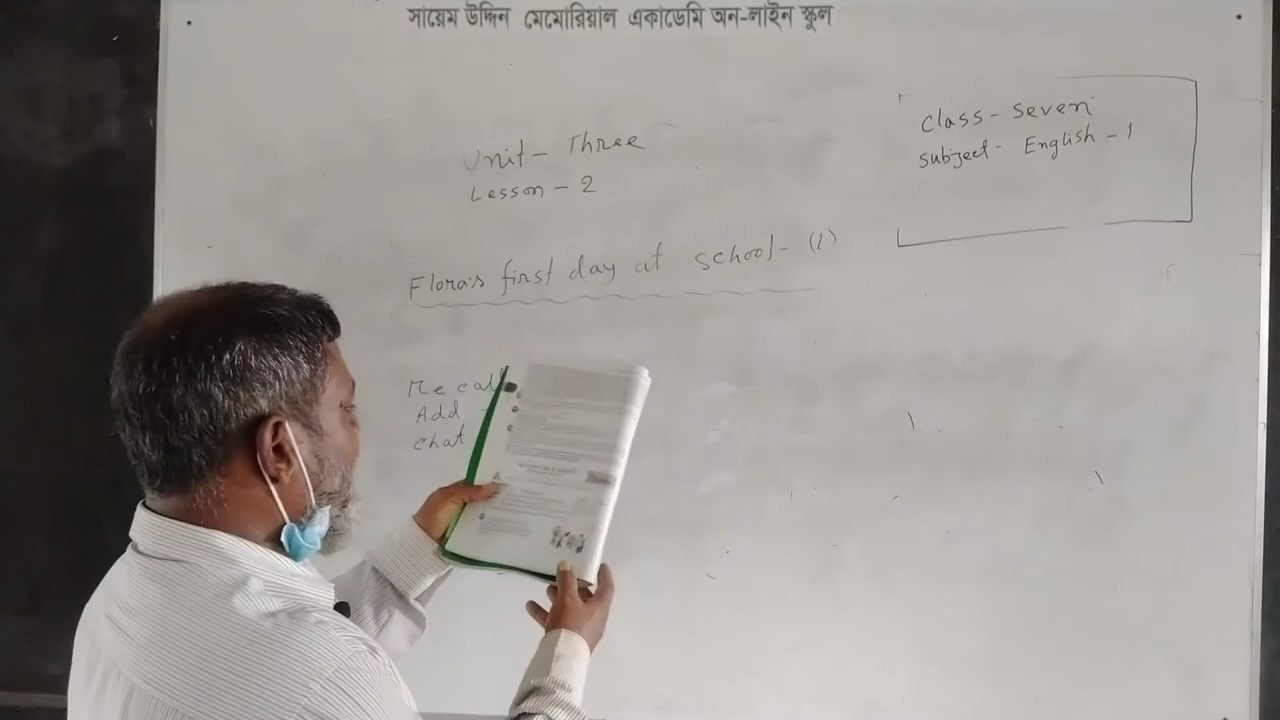 সায়েম উদ্দিন মেমোরিয়াল একাডেমি অন-লাইন স্কুল
Class - Seven
Subject - English - 1
Unit - Three
Lesson - 2
Flora's first day at school - (1)
Recall
Add -
Chat